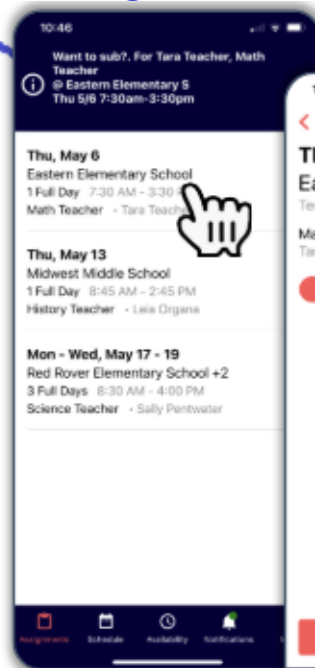 10:46
Want to sub?. For Tara Teacher, Math
Teacher
@ Eastern Elementary S
Thu 5/6 7:30am-3:30pm
Thu, May 6
Eastern Elementary School
1 Full Day 7:30 AM - 3:30
Math Teacher • Tara Teach
Thu, May 13
Midwest Middle School
1 Full Day 8:45 AM - 2:45 PM
History Teacher • Leia Organa
Mon - Wed, May 17 - 19
Red Rover Elementary School +2
3 Full Days 8:30 AM - 4:00 PM
Science Teacher • Sally Pentwater
Assignments Schedule Availability Notifications